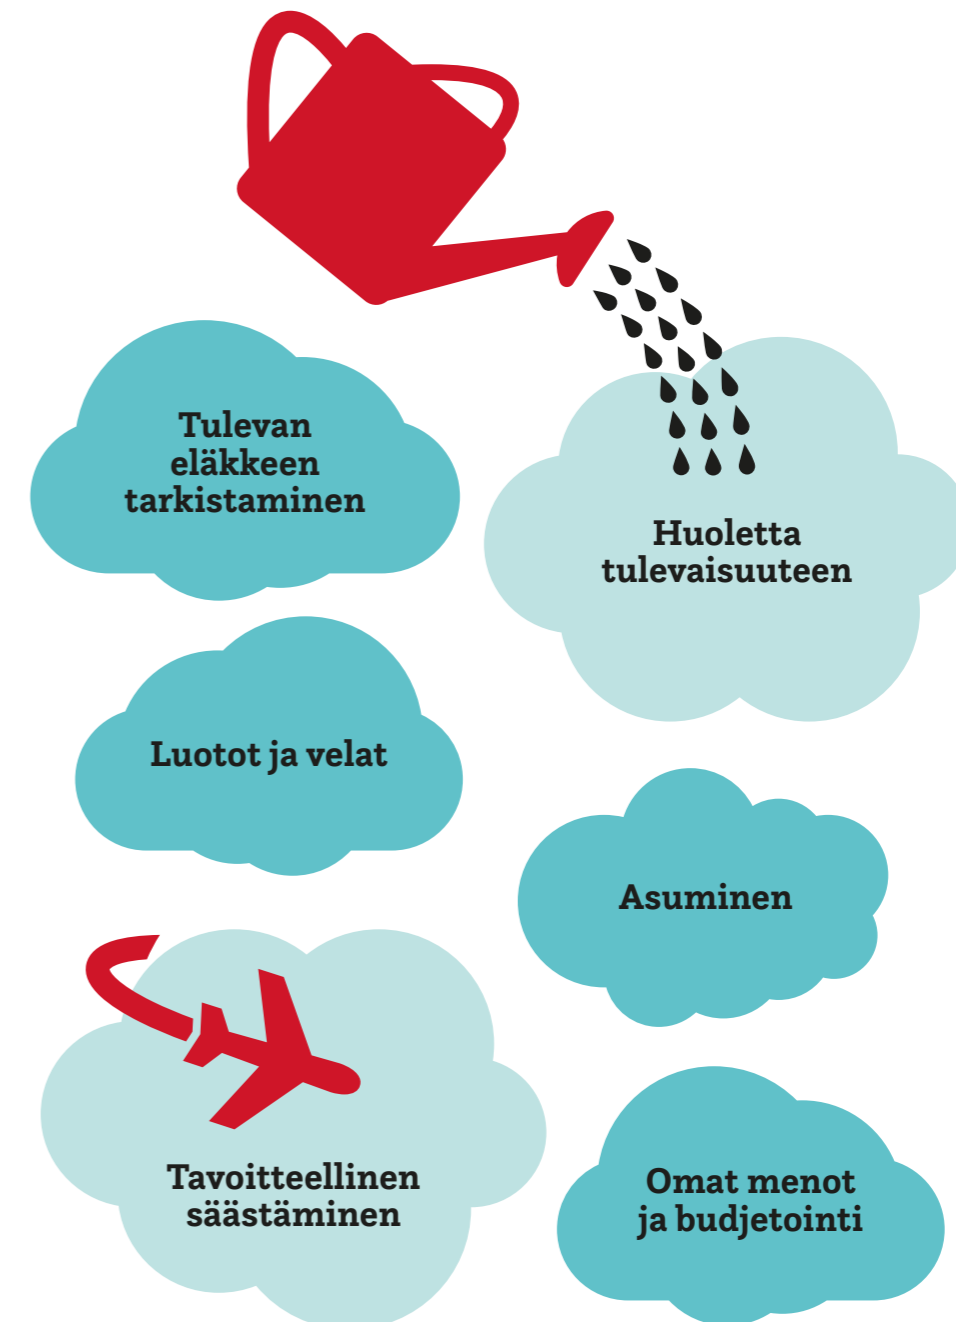 Tulevan
eläkkeen
tarkistaminen
Huoletta
tulevaisuuteen
Luotot ja velat
Asuminen
Tavoitteellinen
säästäminen
Omat menot
ja budjetointi